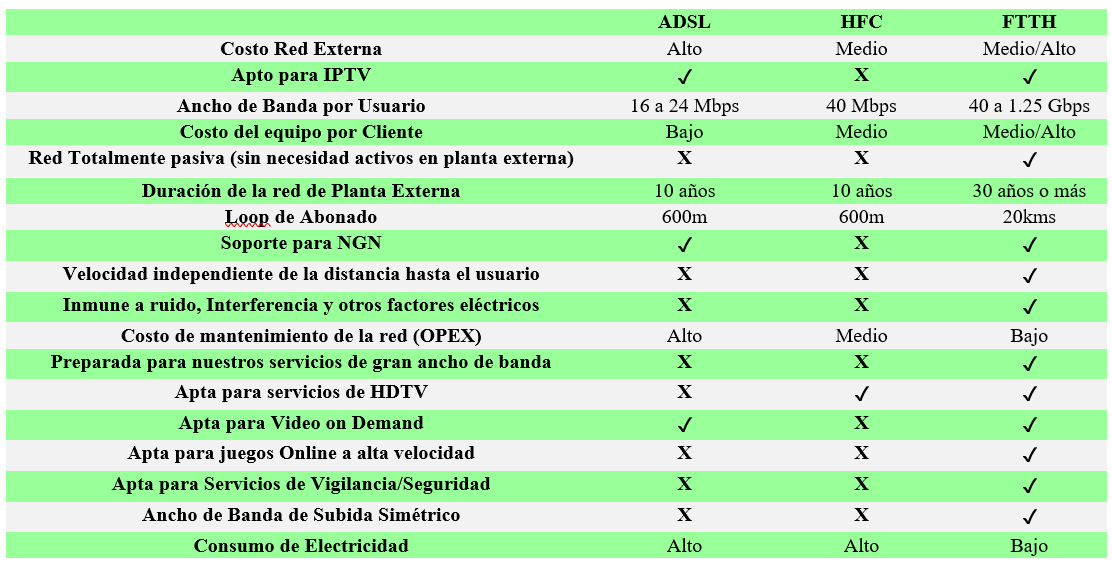 ADSL HFC FTTH
Costo Red Externa Alto Medio Medio/Alto
Apto para IPTV ✓ X ✓
Ancho de Banda por Usuario 16 a 24 Mbps 40 Mbps 40 a 1.25 Gbps
Costo del equipo por Cliente Bajo Medio Medio/Alto
Red Totalmente pasiva (sin necesidad activos en planta externa) X X ✓
Duración de la red de Planta Externa 10 años 10 años 30 años o más
Loop de Abonado 600m 600m 20kms
Soporte para NGN ✓ X ✓
Velocidad independiente de la distancia hasta el usuario X X ✓
Inmune a ruido, Interferencia y otros factores eléctricos X X ✓
Costo de mantenimiento de la red (OPEX) Alto Medio Bajo
Preparada para nuestros servicios de gran ancho de banda X X ✓
Apta para servicios de HDTV X ✓ ✓
Apta para Video on Demand ✓ X ✓
Apta para juegos Online a alta velocidad X X ✓
Apta para Servicios de Vigilancia/Seguridad X X ✓
Ancho de Banda de Subida Simétrico X X ✓
Consumo de Electricidad Alto Alto Bajo